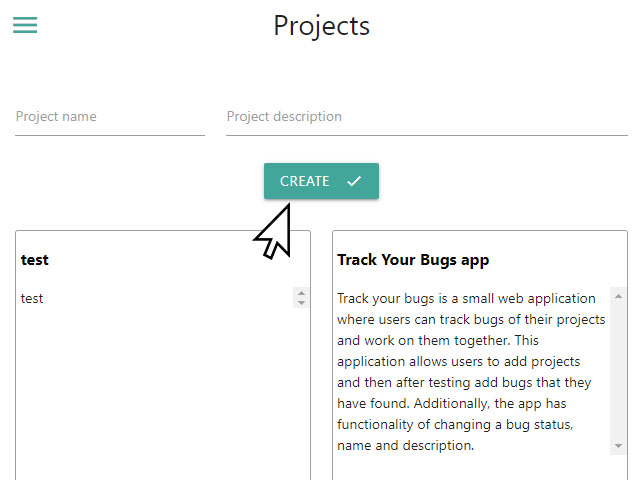 Projects
Project name
Project description
CREATE
test
test
Track Your Bugs app
Track your bugs is a small web application
where users can track bugs of their projects
and work on them together. This
application allows users to add projects
and then after testing add bugs that they
have found. Additionally, the app has
functionality of changing a bug status,
name and description.